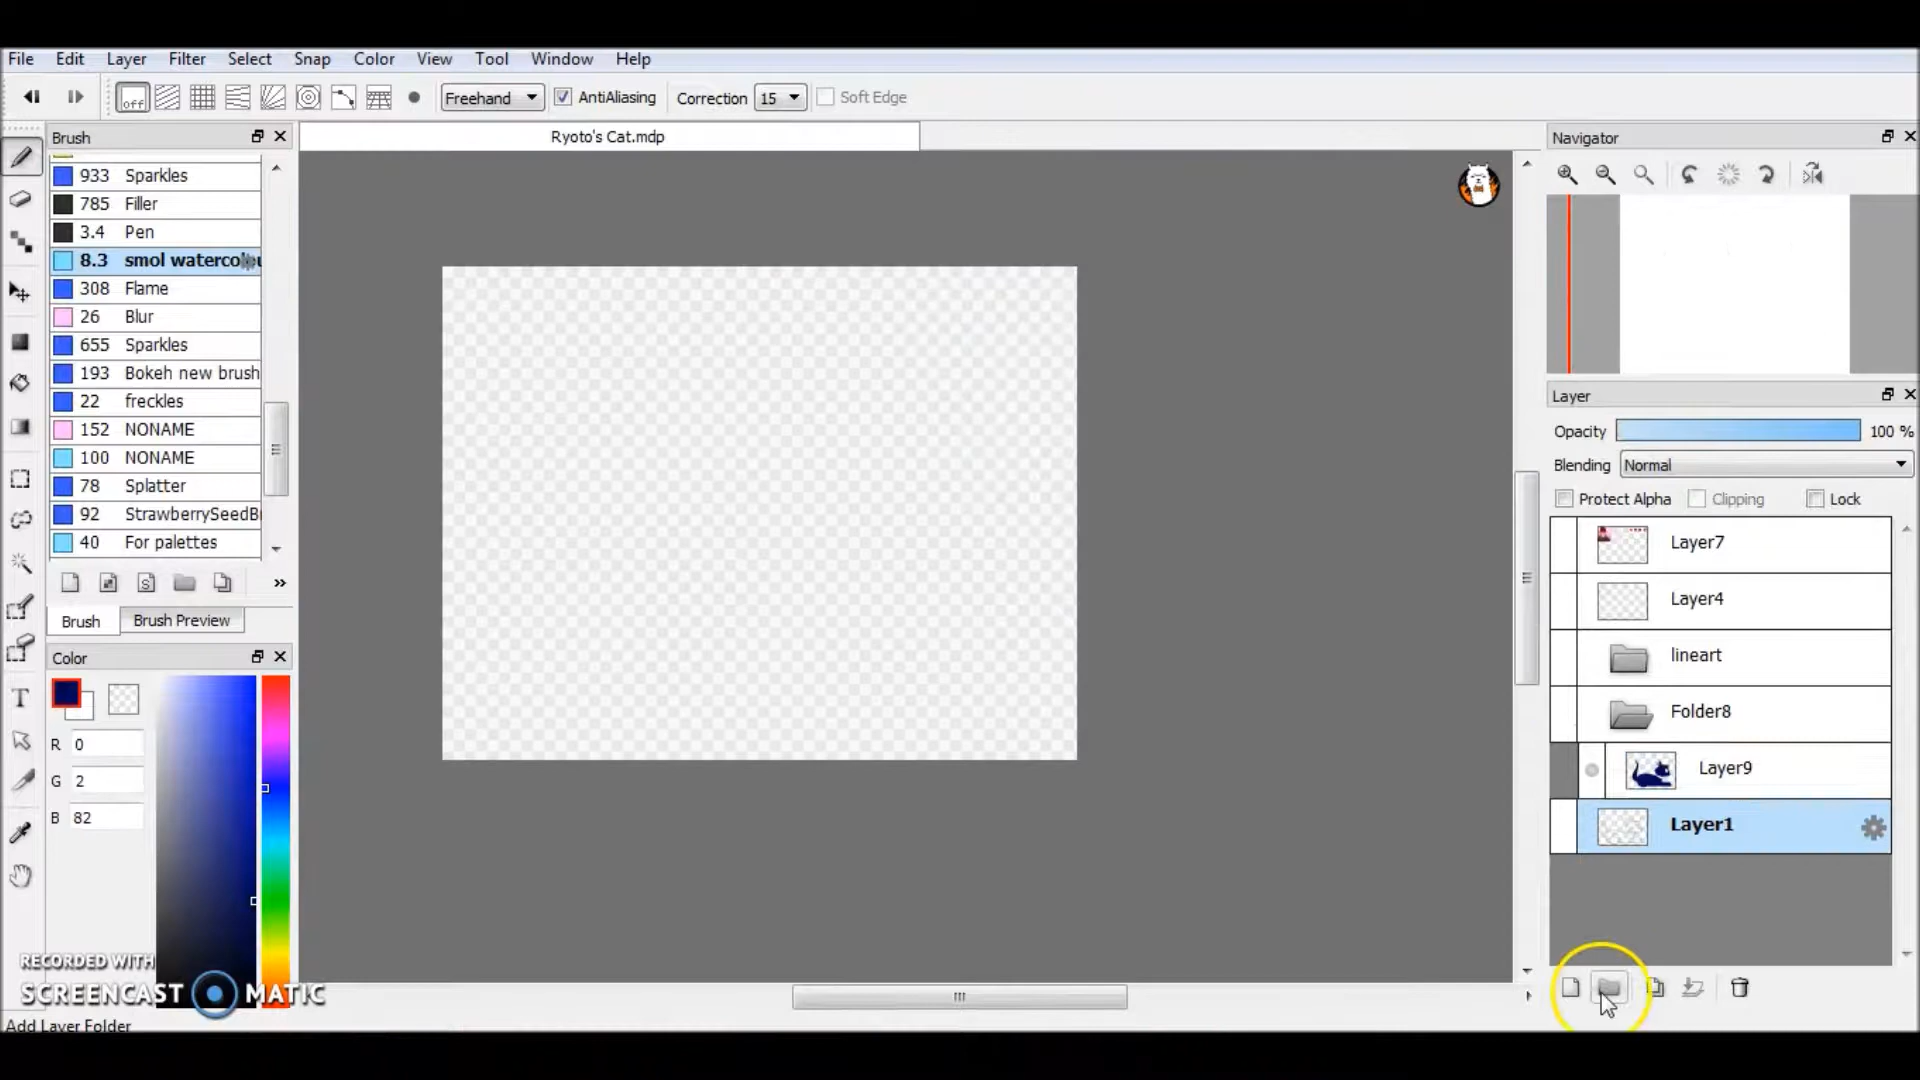 File Edit Layer Filter Select Snap Color View Tool Window Help
off Freehand AntiAliasing Correction 15 Soft Edge
Brush
Ryoto's Cat.mdp
Navigator
933 Sparkles
785 Filler
3.4 Pen
8.3 smol watercolou
308 Flame
26 Blur
655 Sparkles
193 Bokeh new brush
22 freckles
152 NONAME
100 NONAME
78 Splatter
92 StrawberrySeedB
40 For palettes
Brush Brush Preview
Color
R 0
G 2
B 82
Layer
Opacity 100 %
Blending Normal
Protect Alpha Clipping Lock
Layer7
Layer4
lineart
Folder8
Layer9
Layer1
RECORDED WITH
SCREENCAST MATIC
Add Layer Folder